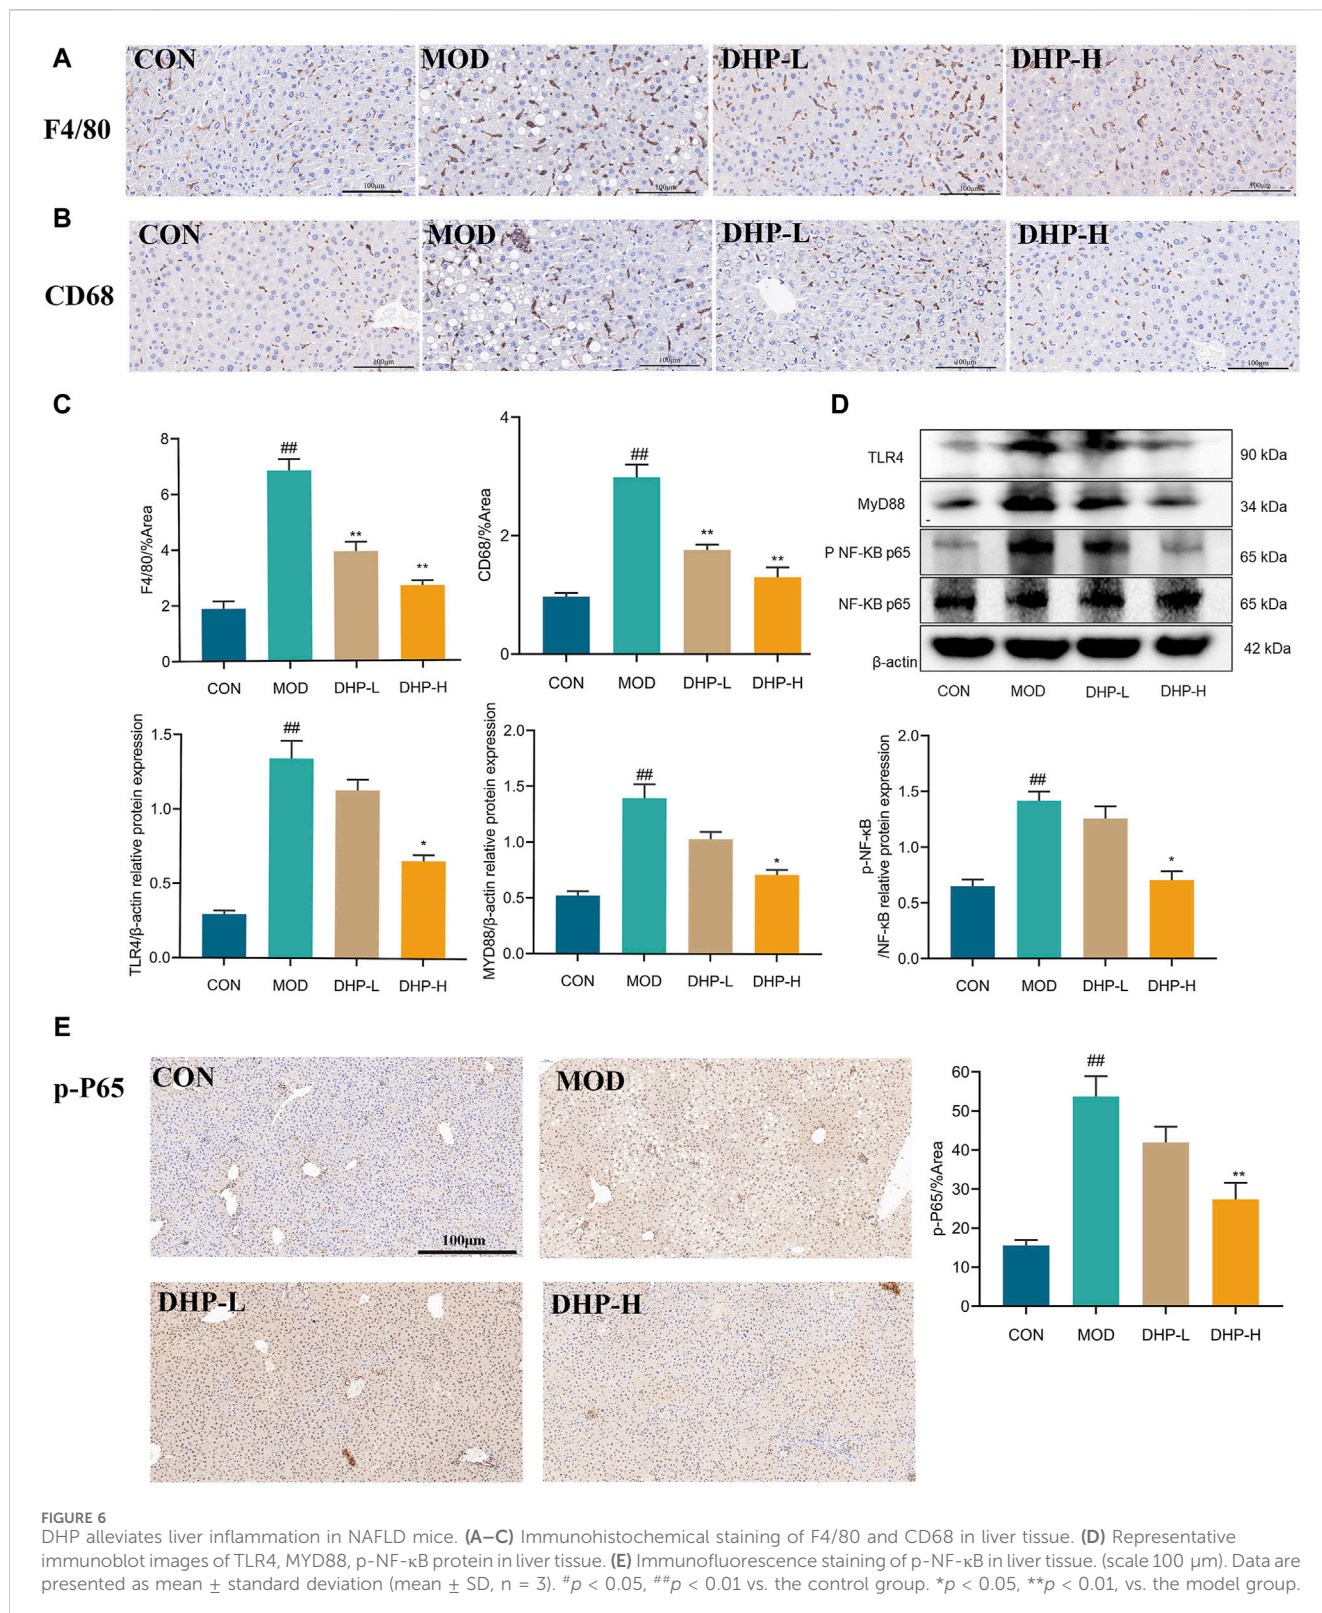 A
F4/80
CON
MOD
DHP-L
DHP-H
100μm
100μm
100μm
100μm
B
CD68
CON
MOD
DHP-L
DHP-H
100μm
100μm
100μm
100μm
C
F4/80/%Area
8
6
4
2
0
##
**
**
CON
MOD
DHP-L
DHP-H
CD68/%Area
4
2
0
##
**
**
CON
MOD
DHP-L
DHP-H
D
TLR4
90 kDa
MyD88
34 kDa
P NF-KB p65
65 kDa
NF-KB p65
65 kDa
β-actin
42 kDa
CON
MOD
DHP-L
DHP-H
TLR4/β-actin relative protein expression
1.5
1.0
0.5
0.0
##
*
CON
MOD
DHP-L
DHP-H
MYD88/β-actin relative protein expression
2.0
1.5
1.0
0.5
0.0
##
*
CON
MOD
DHP-L
DHP-H
p-NF-κB
/NF-κB relative protein expression
2.0
1.5
1.0
0.5
0.0
##
*
CON
MOD
DHP-L
DHP-H
E
p-P65
CON
100μm
MOD
DHP-L
DHP-H
p-P65/%Area
60
50
40
30
20
10
0
##
**
CON
MOD
DHP-L
DHP-H
FIGURE 6
DHP alleviates liver inflammation in NAFLD mice. (A–C) Immunohistochemical staining of F4/80 and CD68 in liver tissue. (D) Representative
immunoblot images of TLR4, MYD88, p-NF-κB protein in liver tissue. (E) Immunofluorescence staining of p-NF-κB in liver tissue. (scale 100 μm). Data are
presented as mean ± standard deviation (mean ± SD, n = 3). #p < 0.05, ##p < 0.01 vs. the control group. *p < 0.05, **p < 0.01, vs. the model group.